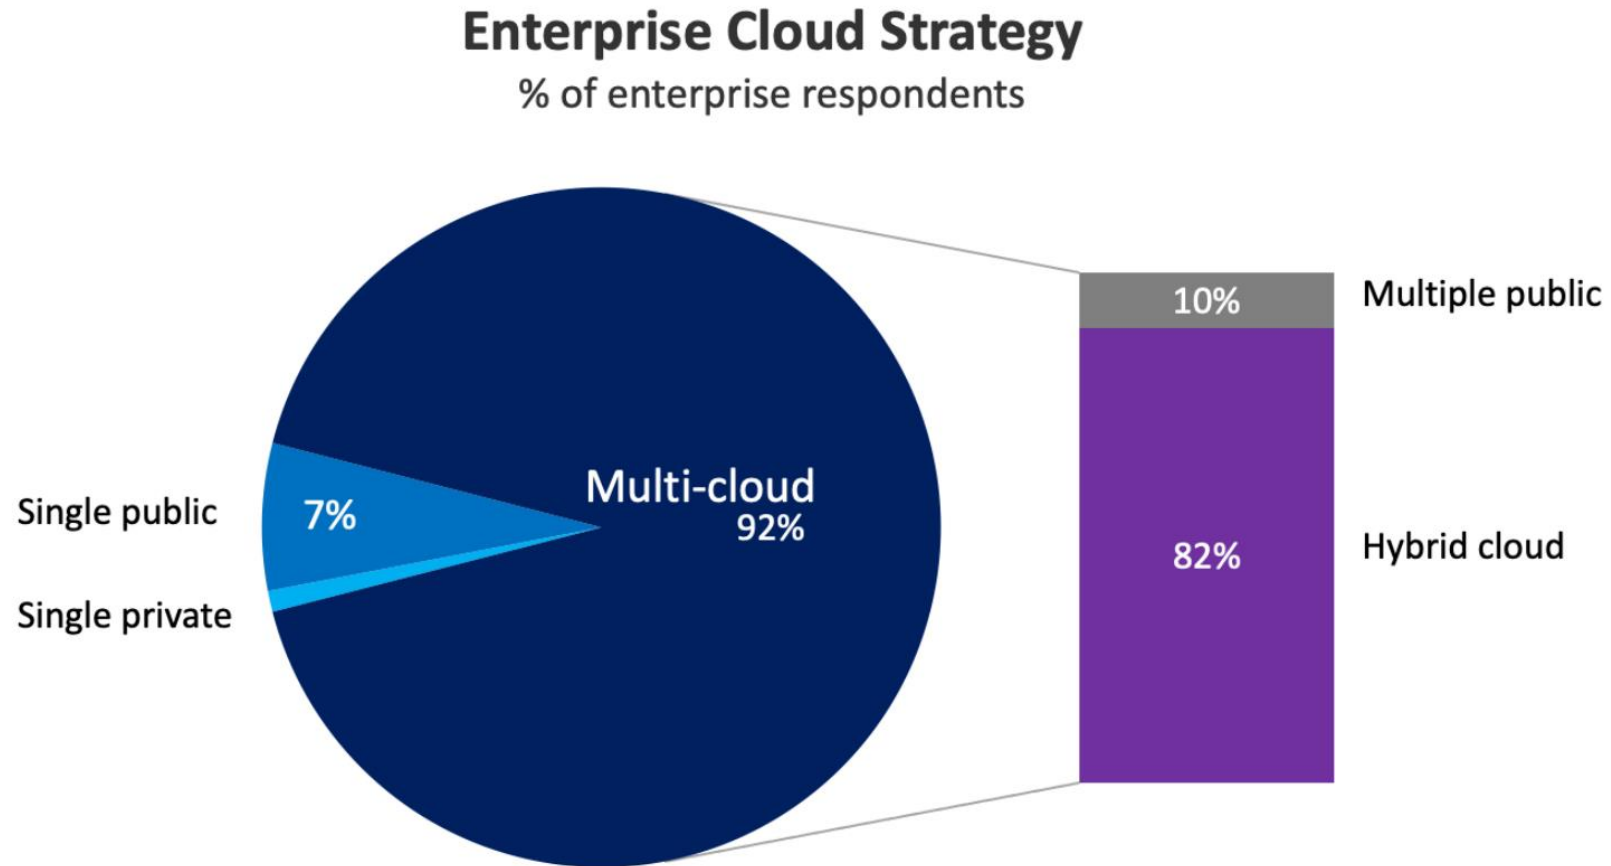 Enterprise Cloud Strategy
% of enterprise respondents
10%
Multiple public
Multi-cloud
92%
Single public
7%
82%
Hybrid cloud
Single private